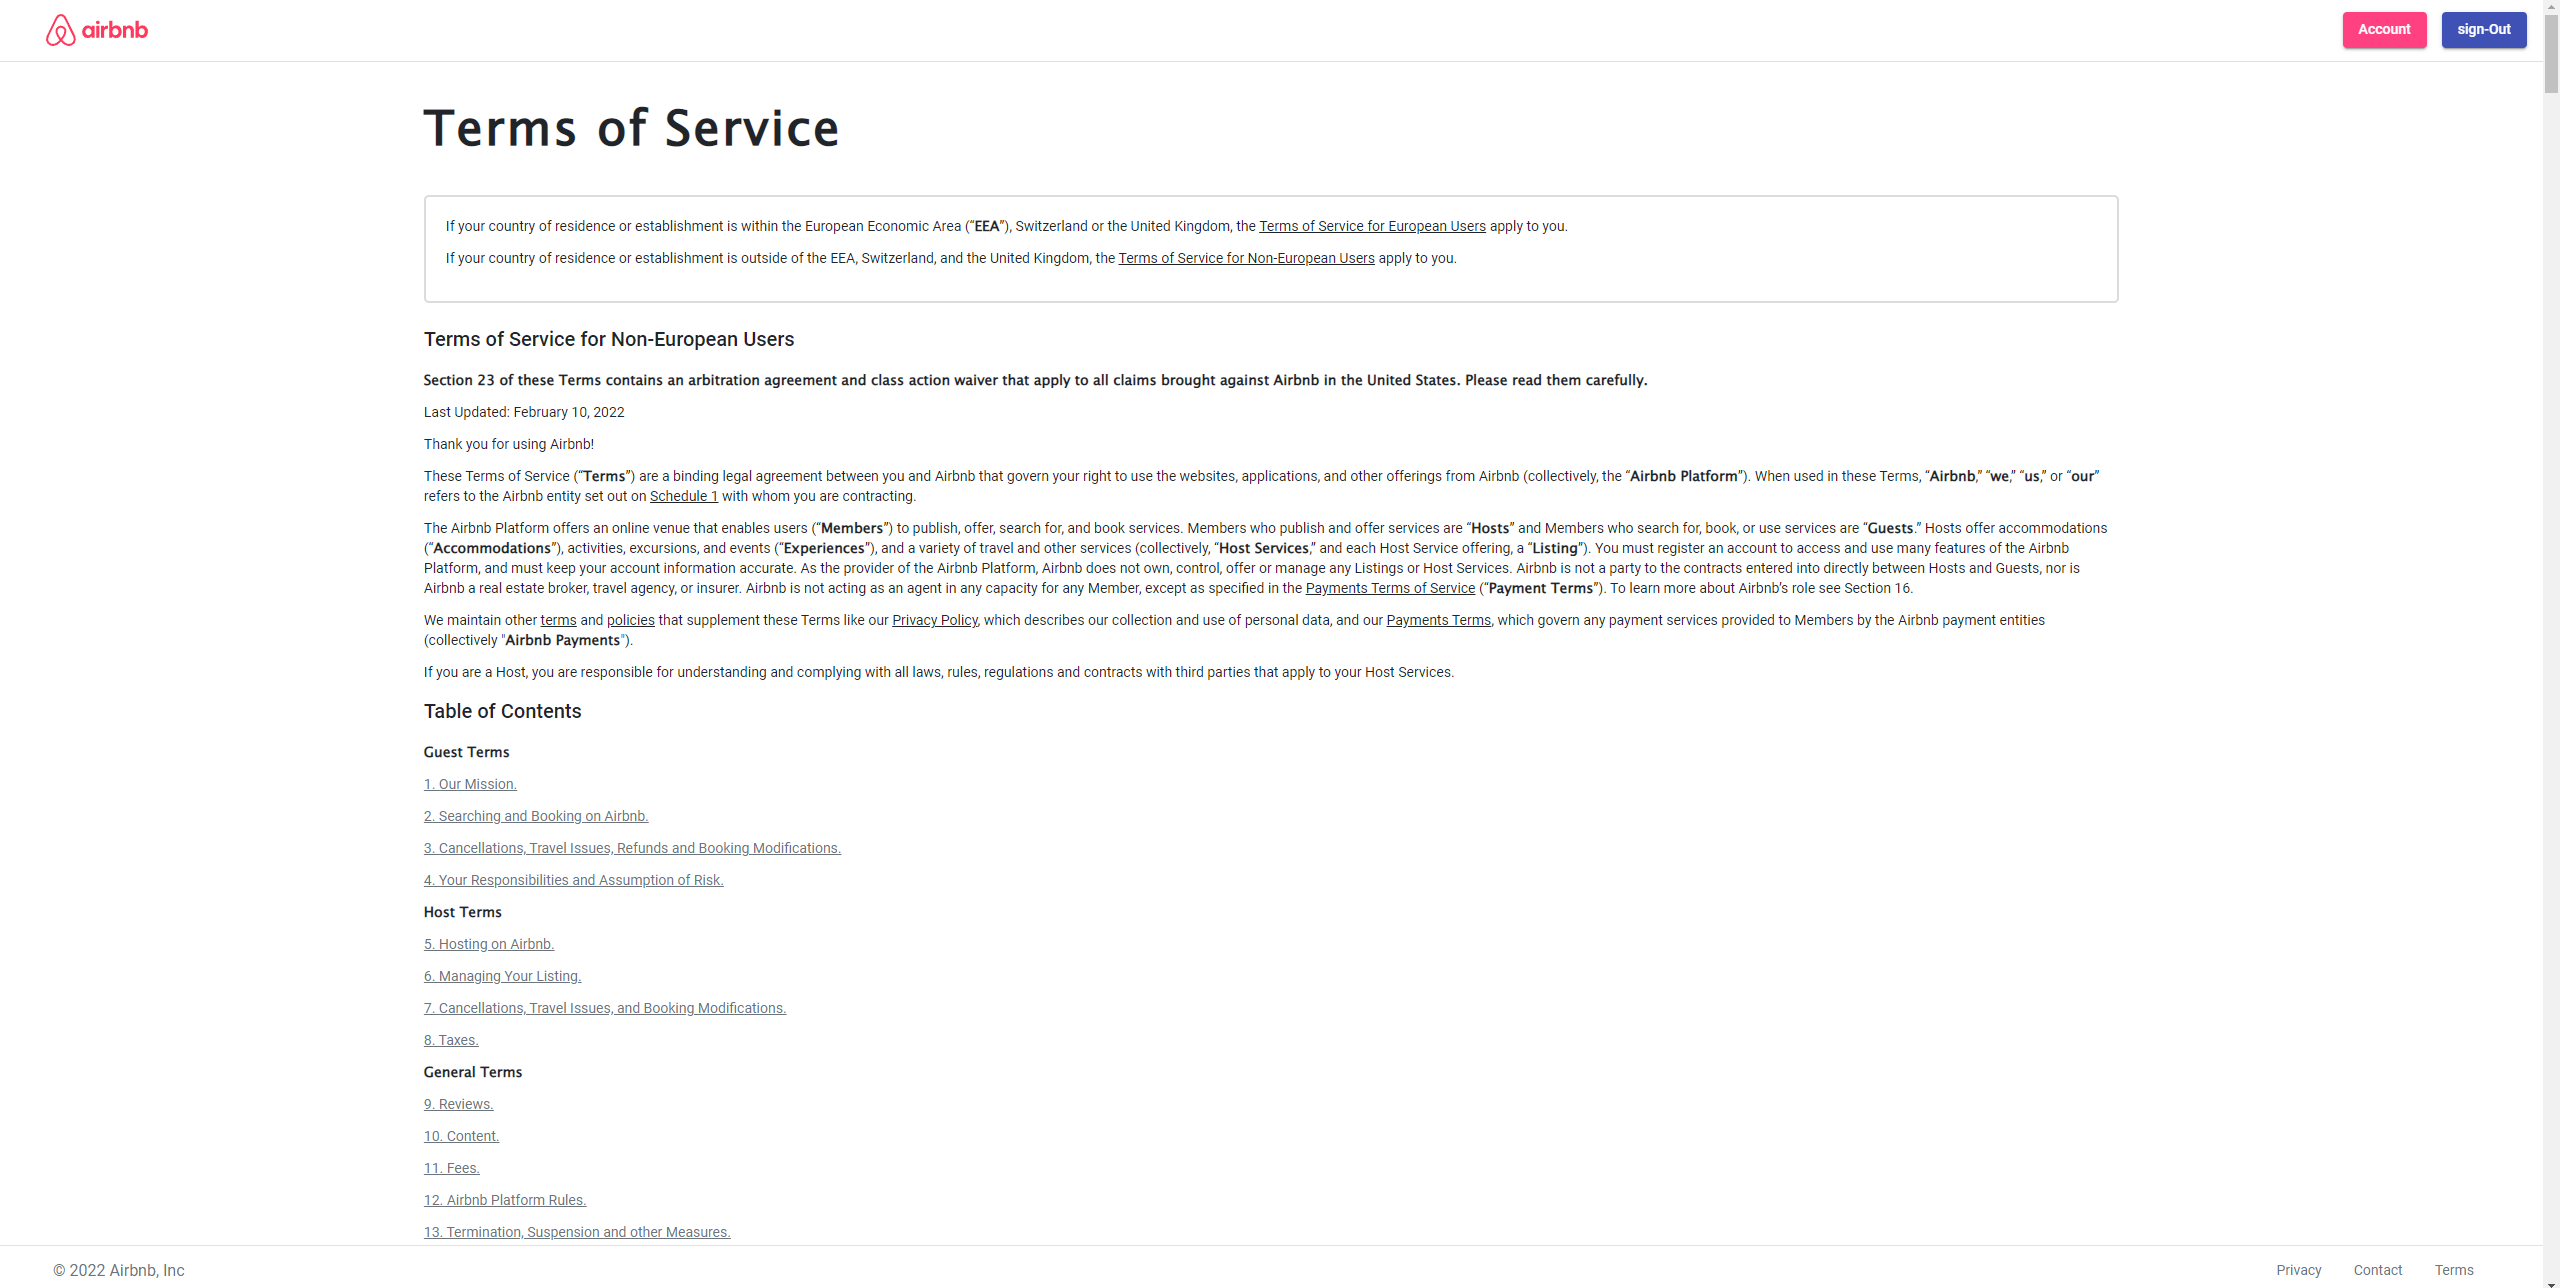 airbnb
Account
sign-Out
Terms of Service
If your country of residence or establishment is within the European Economic Area (“EEA”), Switzerland or the United Kingdom, the Terms of Service for European Users apply to you.
If your country of residence or establishment is outside of the EEA, Switzerland, and the United Kingdom, the Terms of Service for Non-European Users apply to you.
Terms of Service for Non-European Users
Section 23 of these Terms contains an arbitration agreement and class action waiver that apply to all claims brought against Airbnb in the United States. Please read them carefully.
Last Updated: February 10, 2022
Thank you for using Airbnb!
These Terms of Service (“Terms”) are a binding legal agreement between you and Airbnb that govern your right to use the websites, applications, and other offerings from Airbnb (collectively, the “Airbnb Platform”). When used in these Terms, “Airbnb,” “we,” “us,” or “our”
refers to the Airbnb entity set out on Schedule 1 with whom you are contracting.
The Airbnb Platform offers an online venue that enables users (“Members”) to publish, offer, search for, and book services. Members who publish and offer services are “Hosts” and Members who search for, book, or use services are “Guests.” Hosts offer accommodations
(“Accommodations”), activities, excursions, and events (“Experiences”), and a variety of travel and other services (collectively, “Host Services,” and each Host Service offering, a “Listing”). You must register an account to access and use many features of the Airbnb
Platform, and must keep your account information accurate. As the provider of the Airbnb Platform, Airbnb does not own, control, offer or manage any Listings or Host Services. Airbnb is not a party to the contracts entered into directly between Hosts and Guests, nor is
Airbnb a real estate broker, travel agency, or insurer. Airbnb is not acting as an agent in any capacity for any Member, except as specified in the Payments Terms of Service (“Payment Terms”). To learn more about Airbnb’s role see Section 16.
We maintain other terms and policies that supplement these Terms like our Privacy Policy, which describes our collection and use of personal data, and our Payments Terms, which govern any payment services provided to Members by the Airbnb payment entities
(collectively "Airbnb Payments").
If you are a Host, you are responsible for understanding and complying with all laws, rules, regulations and contracts with third parties that apply to your Host Services.
Table of Contents
Guest Terms
1. Our Mission.
2. Searching and Booking on Airbnb.
3. Cancellations, Travel Issues, Refunds and Booking Modifications.
4. Your Responsibilities and Assumption of Risk.
Host Terms
5. Hosting on Airbnb.
6. Managing Your Listing.
7. Cancellations, Travel Issues, and Booking Modifications.
8. Taxes.
General Terms
9. Reviews.
10. Content.
11. Fees.
12. Airbnb Platform Rules.
13. Termination, Suspension and other Measures.
© 2022 Airbnb, Inc
Privacy
Contact
Terms